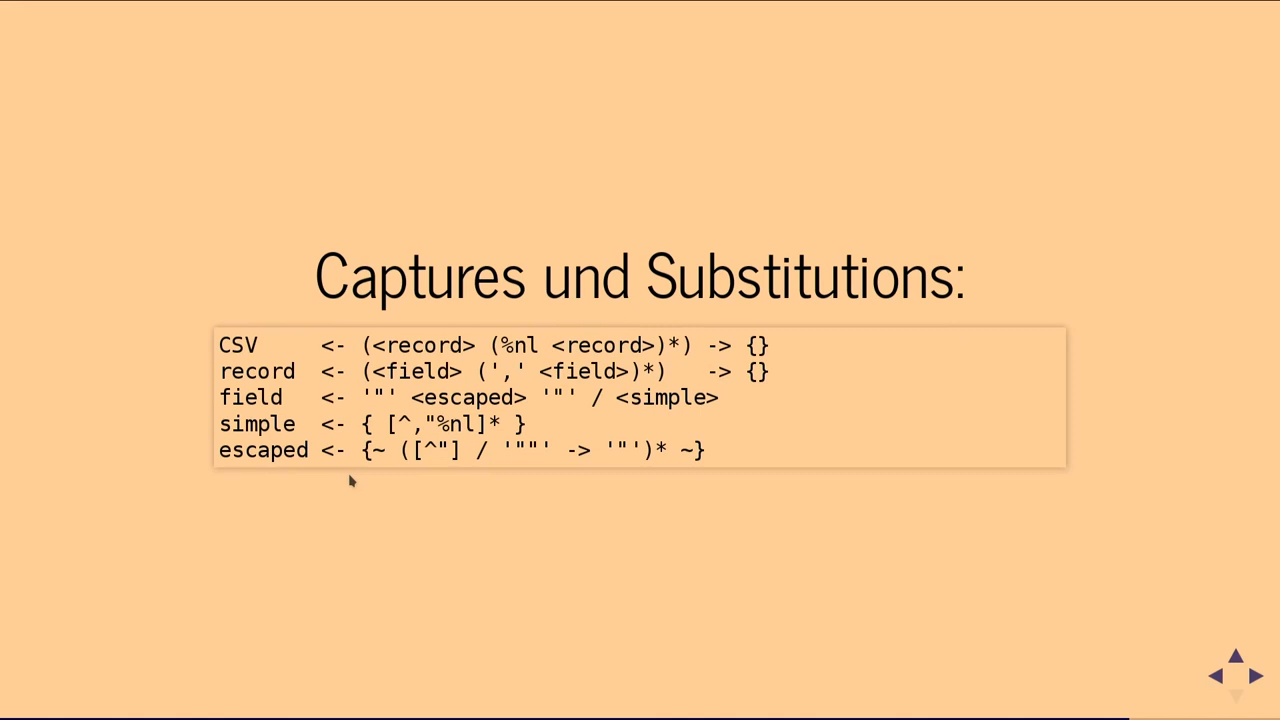 Captures und Substitutions:
CSV     <- (<record> (%nl <record>)*) -> {}
record  <- (<field> (',' <field>)*)   -> {}
field   <- '"' <escaped> '"' / <simple>
simple  <- { [^,"%nl]* }
escaped <- {~ ([^"] / '""' -> '"')* ~}